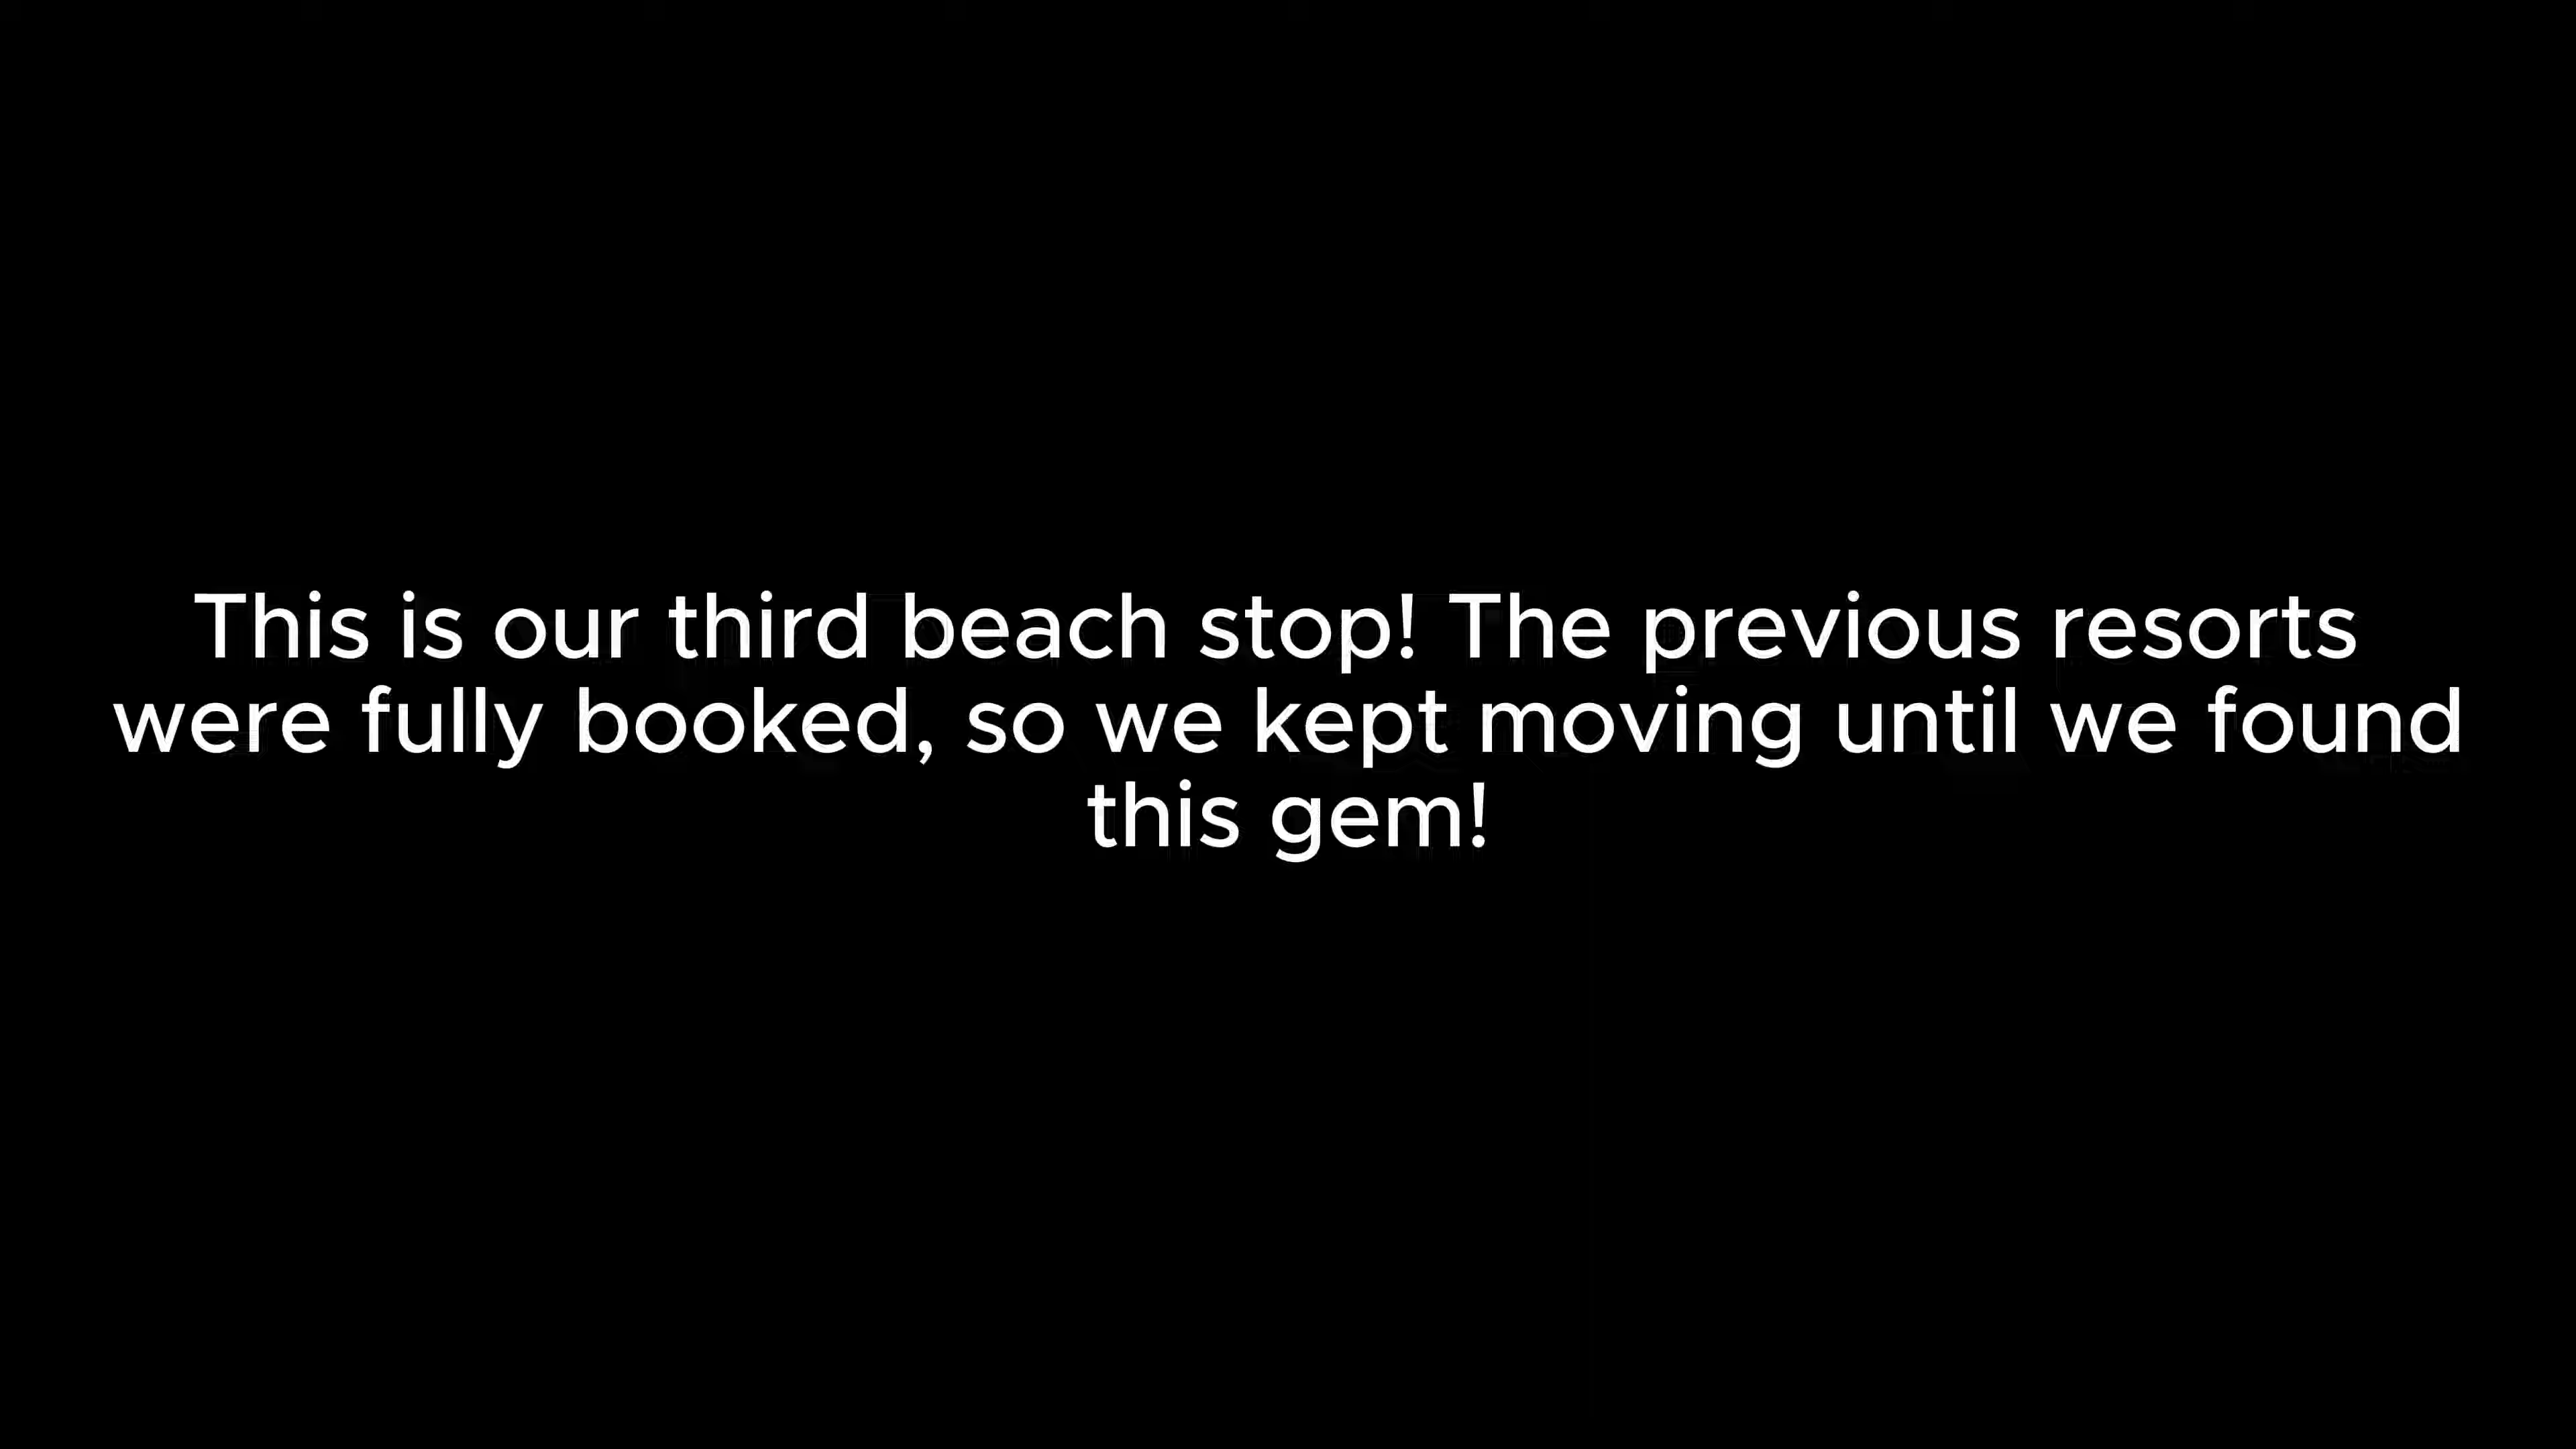 This is our third beach stop! The previous resorts
were fully booked, so we kept moving until we found
this gem!